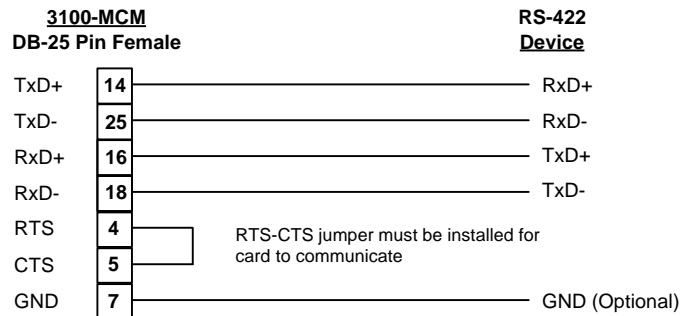 3100-MCM RS-422
DB-25 Pin Female Device
TxD+ 14 RxD+
TxD- 25 RxD-
RxD+ 16 TxD+
RxD- 18 TxD-
RTS 4
RTS-CTS jumper must be installed for
card to communicate
CTS 5
GND 7 GND (Optional)